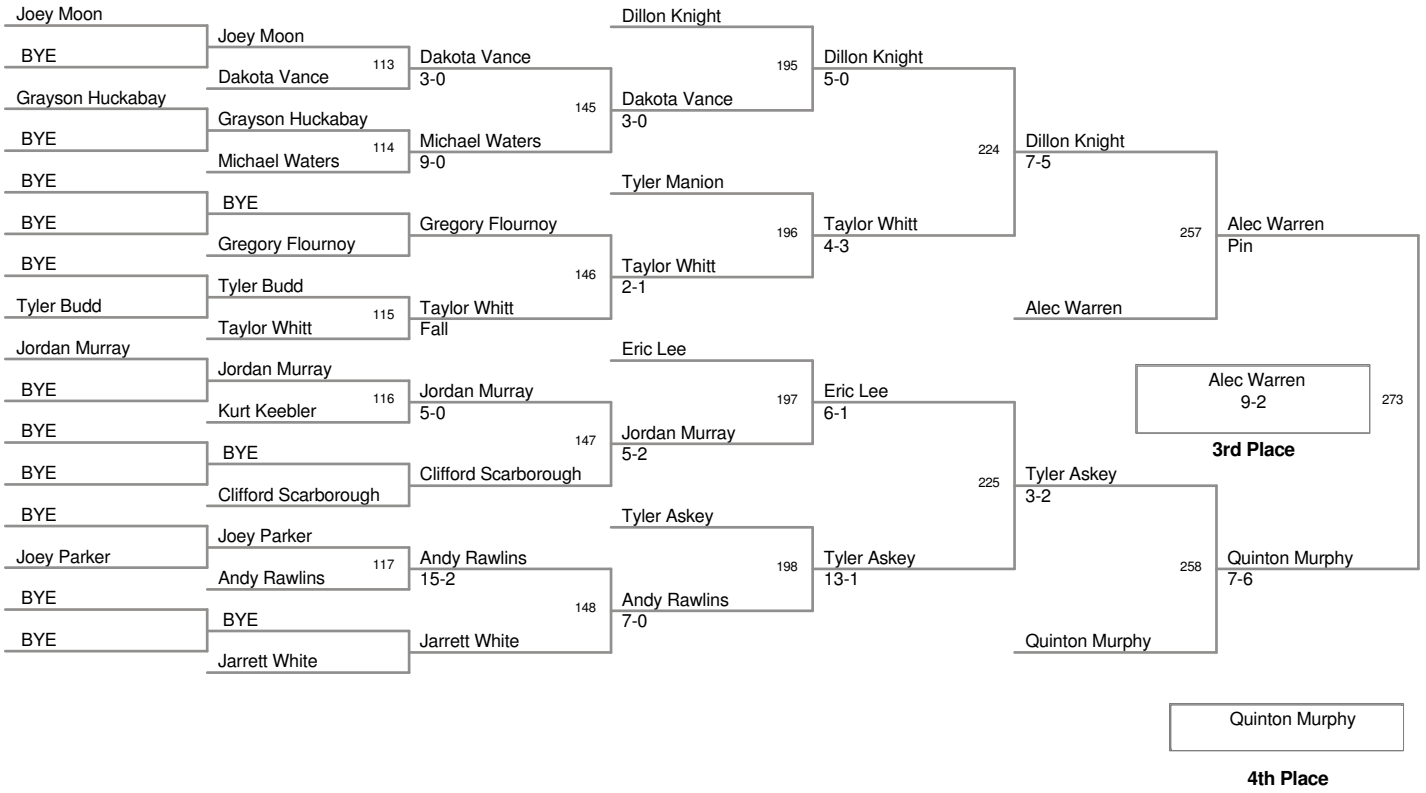 Joey Moon
BYE
Grayson Huckabay
BYE
BYE
BYE
BYE
Tyler Budd
Jordan Murray
BYE
BYE
BYE
BYE
Joey Parker
BYE
BYE
Joey Moon
113
Dakota Vance
Grayson Huckabay
114
Michael Waters
BYE
Gregory Flournoy
Tyler Budd
115
Taylor Whitt
Jordan Murray
116
Kurt Keebler
BYE
Clifford Scarborough
Joey Parker
117
Andy Rawlins
BYE
Jarrett White
Dakota Vance
3-0
145
Michael Waters
9-0
Gregory Flournoy
146
Taylor Whitt
Fall
Jordan Murray
5-0
147
Clifford Scarborough
Andy Rawlins
15-2
148
Jarrett White
Dillon Knight
195
Dakota Vance
3-0
Tyler Manion
196
Taylor Whitt
2-1
Eric Lee
197
Jordan Murray
5-2
Tyler Askey
198
Andy Rawlins
7-0
Dillon Knight
5-0
224
Taylor Whitt
4-3
Eric Lee
6-1
225
Tyler Askey
13-1
Dillon Knight
7-5
257
Alec Warren
Tyler Askey
3-2
258
Quinton Murphy
Alec Warren
Pin
273
Quinton Murphy
7-6
Alec Warren
9-2
3rd Place
Quinton Murphy
4th Place